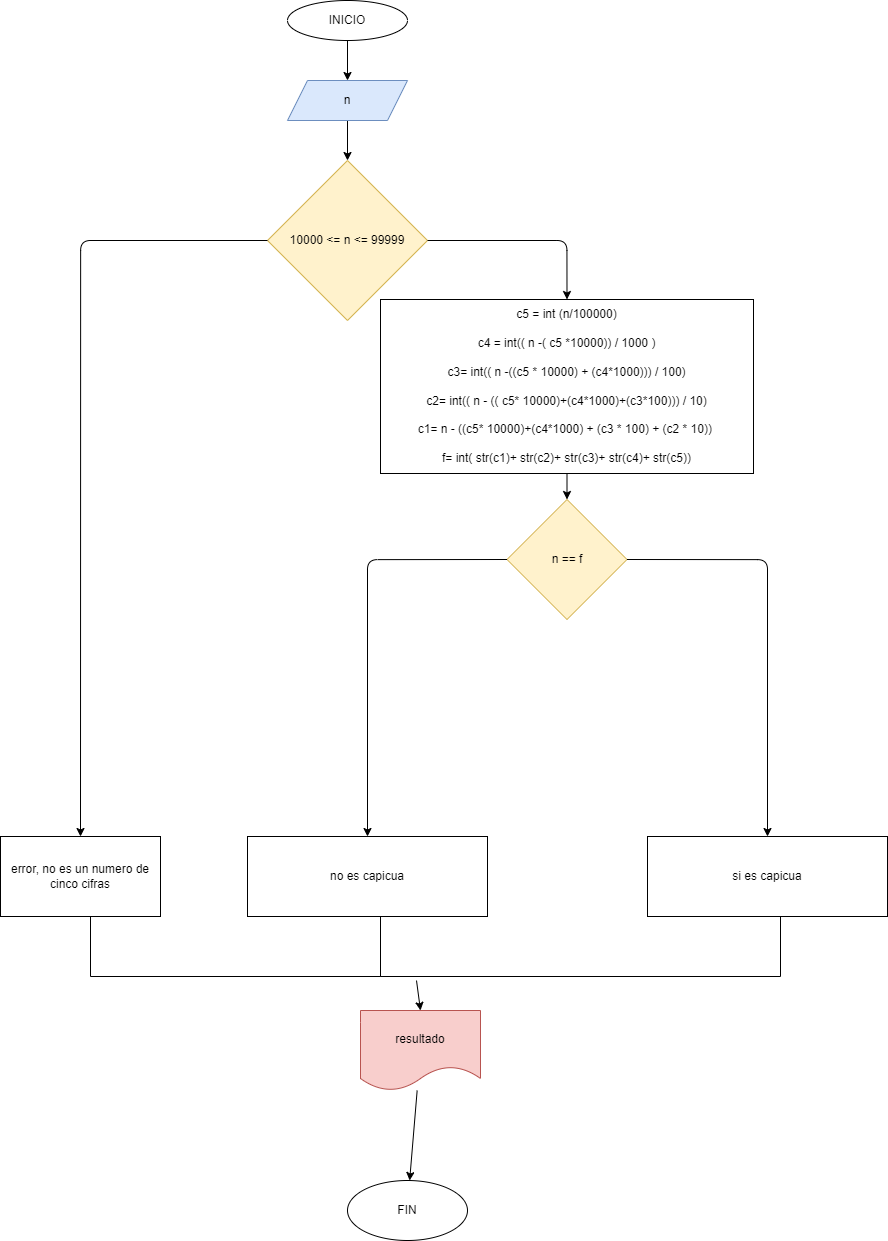 INICIO
n
10000 <= n <= 99999
c5 = int (n/100000)
c4 = int(( n -( c5 *10000)) / 1000 )
c3= int(( n -((c5 * 10000) + (c4*1000))) / 100)
c2= int(( n - (( c5* 10000)+(c4*1000)+(c3*100))) / 10)
c1= n - ((c5* 10000)+(c4*1000) + (c3 * 100) + (c2 * 10))
f= int( str(c1)+ str(c2)+ str(c3)+ str(c4)+ str(c5))
n == f
error, no es un numero de
cinco cifras
no es capicua
si es capicua
resultado
FIN